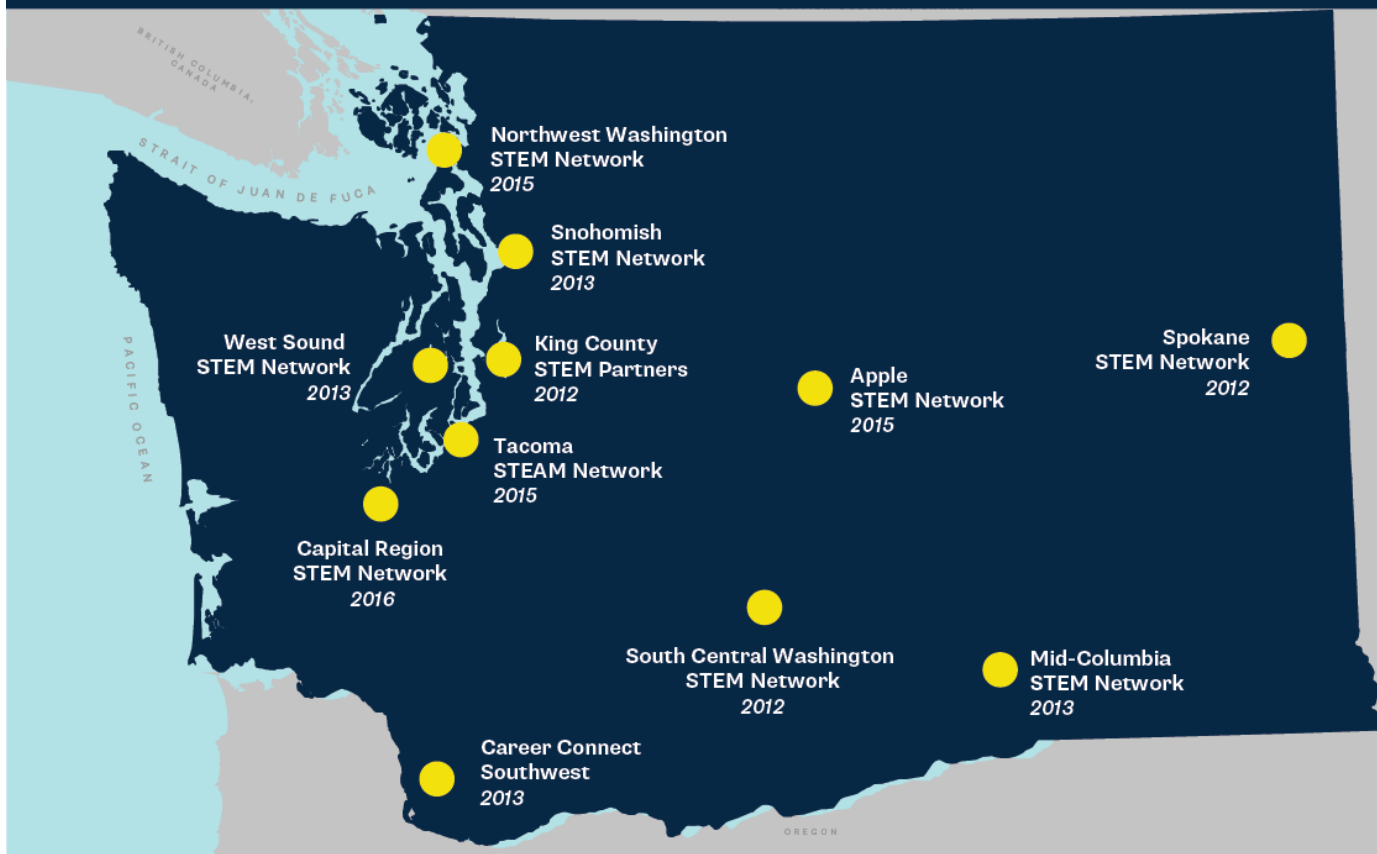 BRITISH COLUMBIA,
CANADA
STRAIT OF JUAN DE FUCA
Northwest Washington
STEM Network
2015
Snohomish
STEM Network
2013
West Sound
STEM Network
2013
King County
STEM Partners
2012
Spokane
STEM Network
2012
Apple
STEM Network
2015
PACIFIC OCEAN
Tacoma
STEAM Network
2015
Capital Region
STEM Network
2016
South Central Washington
STEM Network
2012
Mid-Columbia
STEM Network
2013
Career Connect
Southwest
2013
OREGON